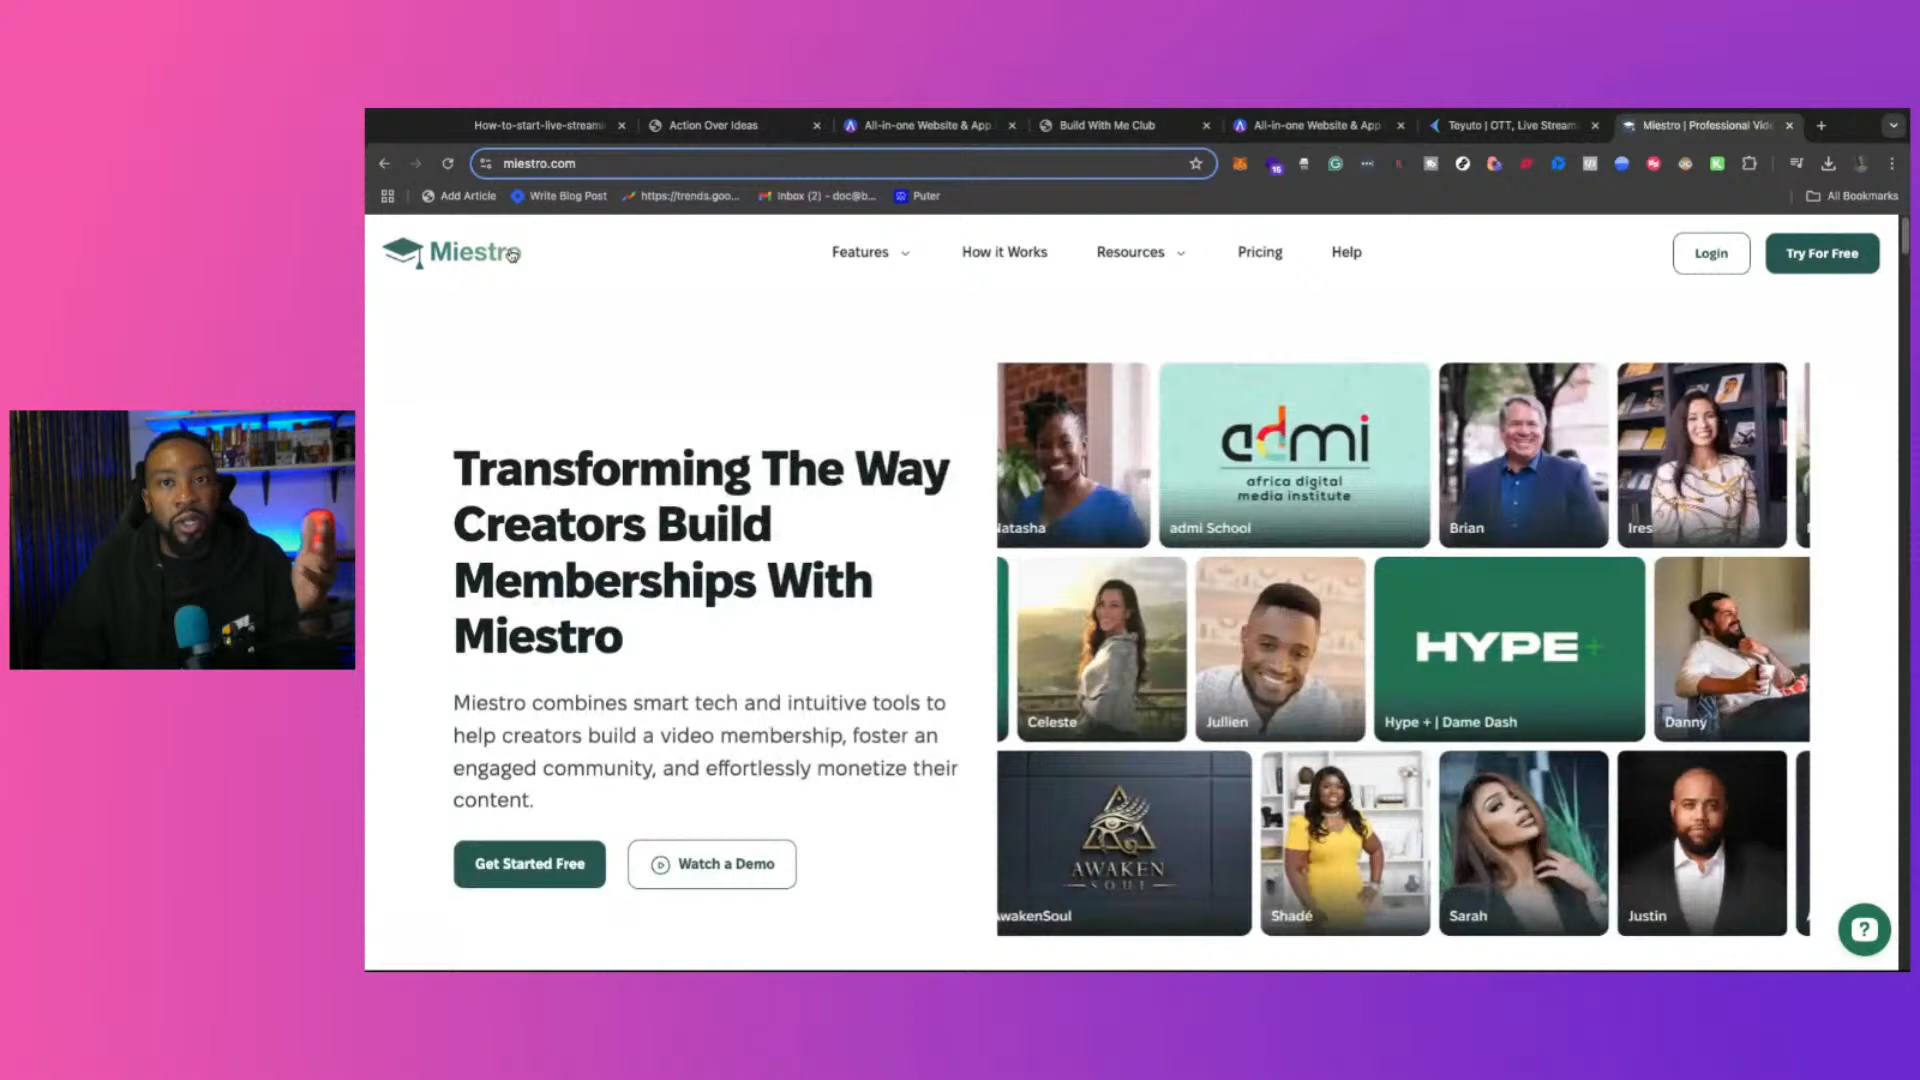 How-to-start-live-streami
Action Over Ideas
All-in-one Website & App
Build With Me Club
All-in-one Website & App
Teyuto | OTT, Live Stream
Miestro | Professional Vid
miestro.com
15
Add Article
Write Blog Post
https://trends.goo...
Inbox (2) - doc@b...
Puter
All Bookmarks
Miestro
Features
How it Works
Resources
Pricing
Help
Login
Try For Free
Transforming The Way
Creators Build
Memberships With
Miestro
Miestro combines smart tech and intuitive tools to
help creators build a video membership, foster an
engaged community, and effortlessly monetize their
content.
Get Started Free
Watch a Demo
Natasha
admi
africa digital
media institute
admi School
Brian
Ires
Celeste
Jullien
HYPE+
Hype + | Dame Dash
Danny
AWAKEN
SOUL
wakenSoul
Shadé
Sarah
Justin
?